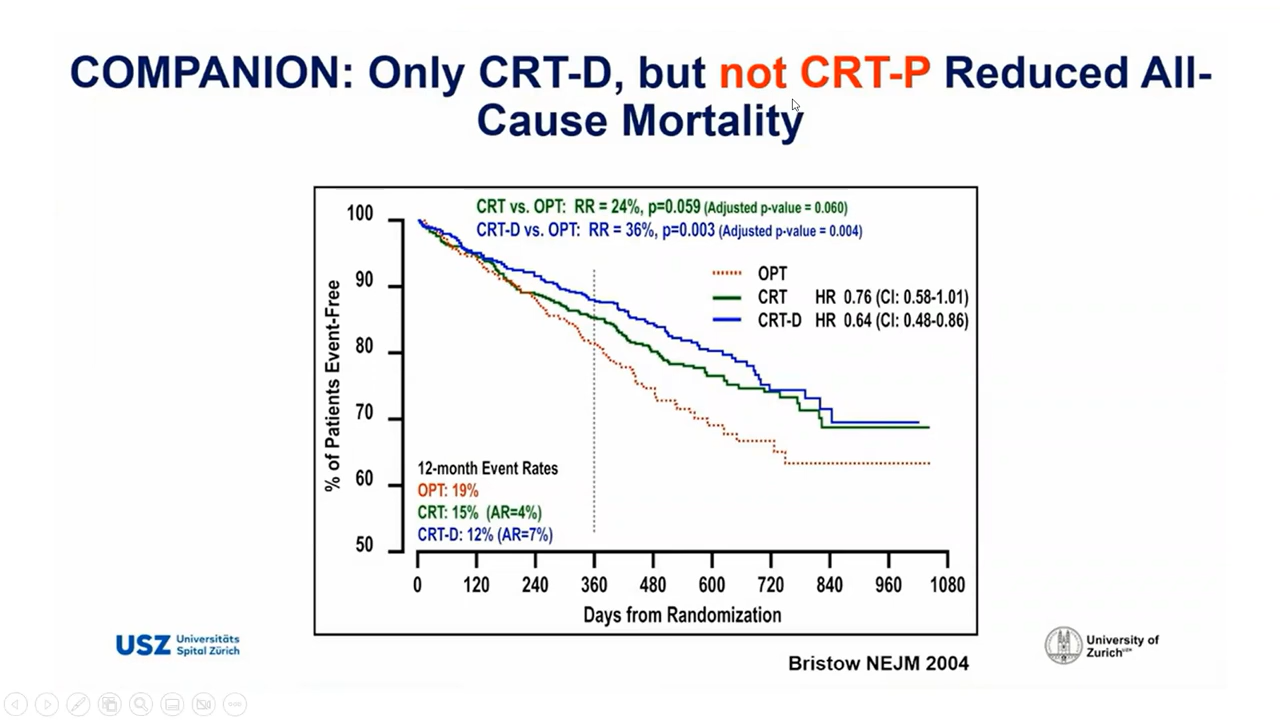 COMPANION: Only CRT-D, but not CRT-P Reduced All-
Cause Mortality
CRT vs. OPT: RR = 24%, p=0.059 (Adjusted p-value = 0.060)
CRT-D vs. OPT: RR = 36%, p=0.003 (Adjusted p-value = 0.004)
OPT
CRT HR 0.76 (CI: 0.58-1.01)
CRT-D HR 0.64 (CI: 0.48-0.86)
% of Patients Event-Free
100
90
80
70
60
50
12-month Event Rates
OPT: 19%
CRT: 15% (AR=4%)
CRT-D: 12% (AR=7%)
0 120 240 360 480 600 720 840 960 1080
Days from Randomization
USZ Universitäts
Spital Zürich
Bristow NEJM 2004
University of
Zurich UZH